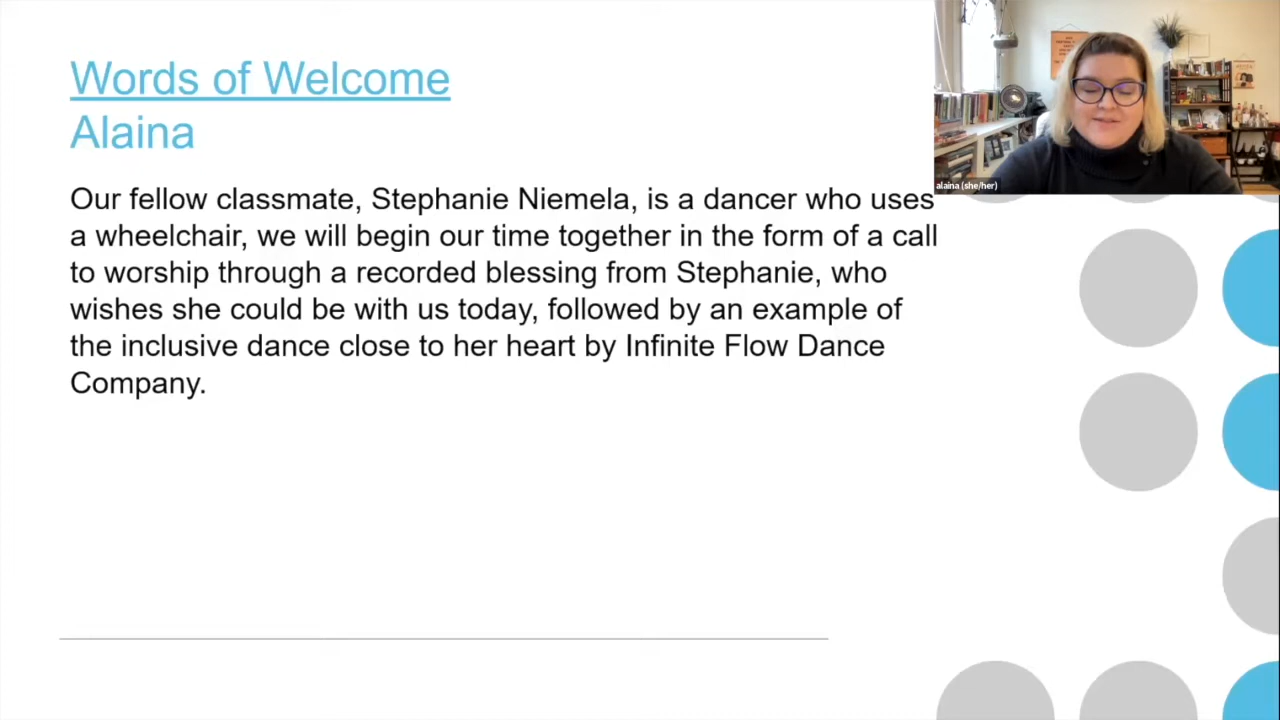 Words of Welcome
Alaina
Our fellow classmate, Stephanie Niemela, is a dancer who uses
a wheelchair, we will begin our time together in the form of a call
to worship through a recorded blessing from Stephanie, who
wishes she could be with us today, followed by an example of
the inclusive dance close to her heart by Infinite Flow Dance
Company.
alaina (she/her)